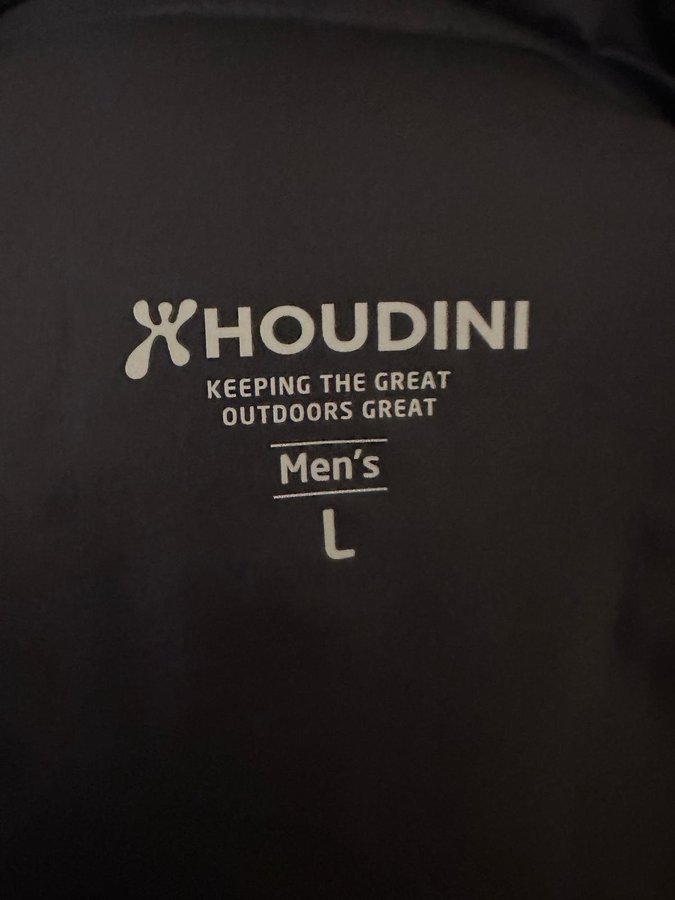 HOUDINI
KEEPING THE GREAT
OUTDOORS GREAT
Men's
L